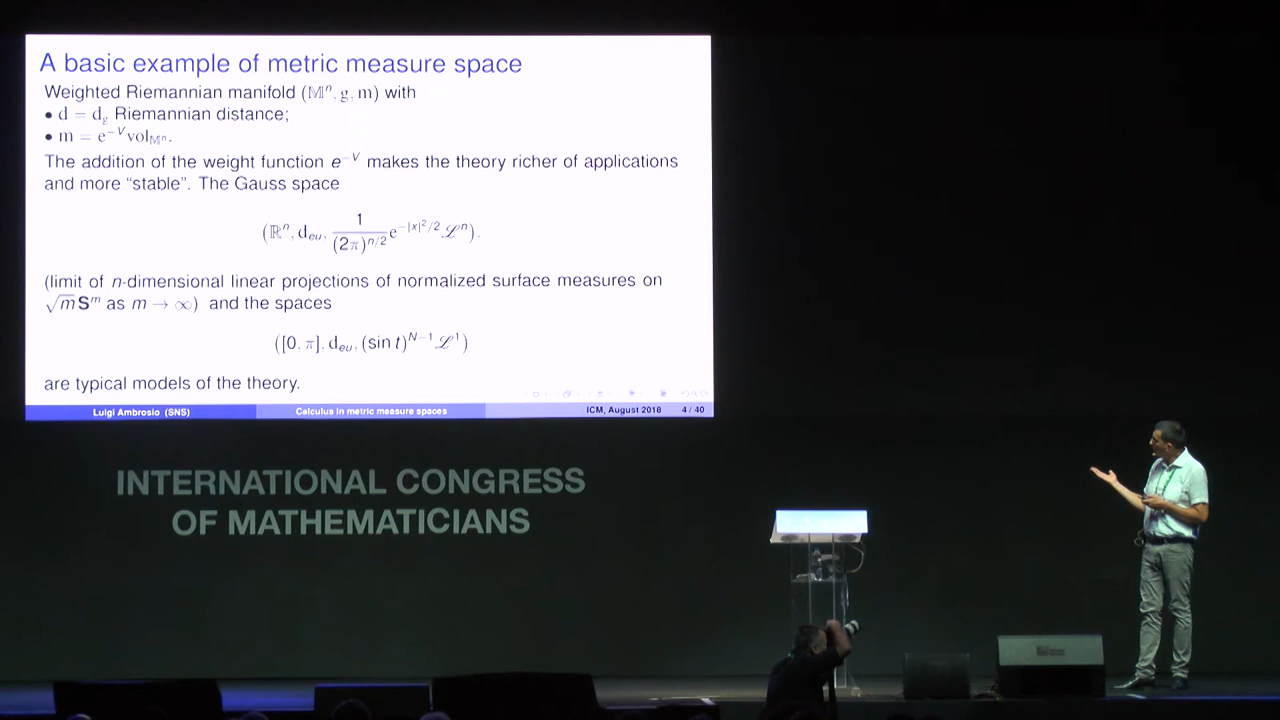 A basic example of metric measure space
Weighted Riemannian manifold (𝕄ⁿ, g, m) with
• d = d_g Riemannian distance;
• m = e^{−V}vol_{𝕄ⁿ}.
The addition of the weight function e^{−V} makes the theory richer of applications
and more “stable”. The Gauss space
(ℝⁿ, d_{eu}, \frac{1}{(2π)^{n/2}} e^{−|x|²/2} ℒⁿ).
(limit of n-dimensional linear projections of normalized surface measures on
√m S^m as m → ∞) and the spaces
([0, π], d_{eu}, (sin t)^{N−1} ℒ¹)
are typical models of the theory.
Luigi Ambrosio (SNS) Calculus in metric measure spaces ICM, August 2018 4 / 40
INTERNATIONAL CONGRESS
OF MATHEMATICIANS